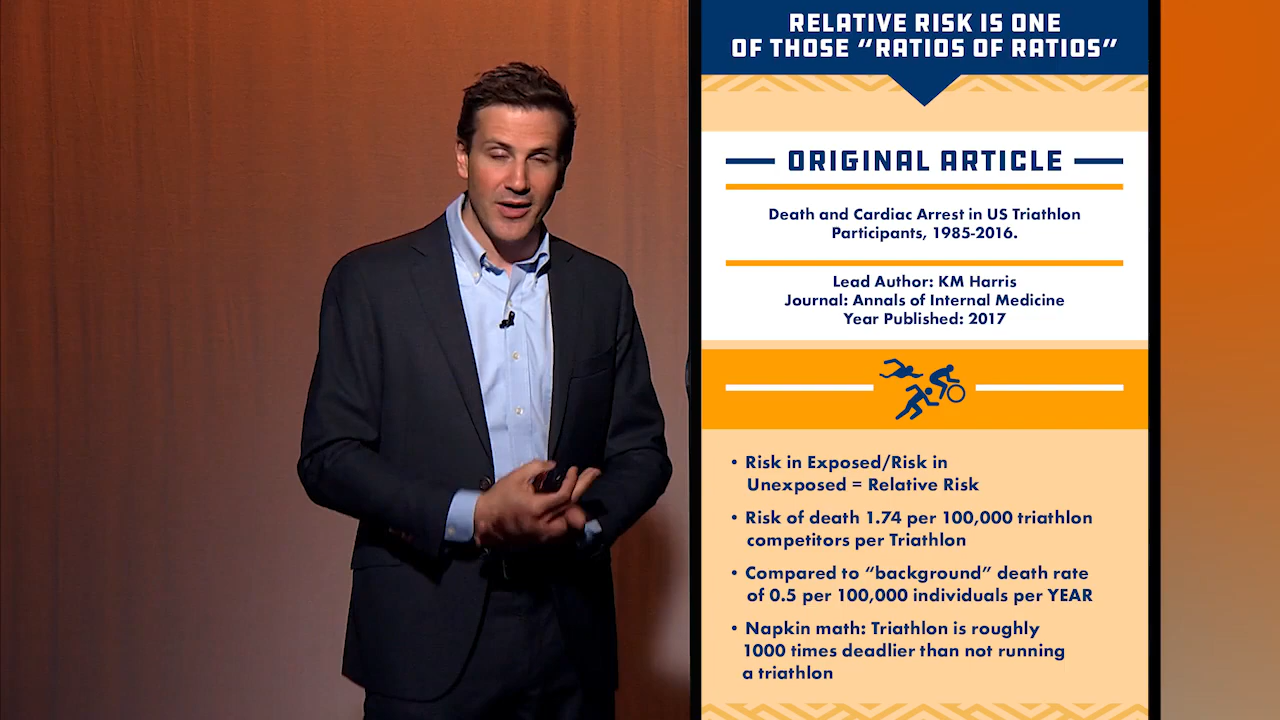 RELATIVE RISK IS ONE
OF THOSE “RATIOS OF RATIOS”
ORIGINAL ARTICLE
Death and Cardiac Arrest in US Triathlon
Participants, 1985-2016.
Lead Author: KM Harris
Journal: Annals of Internal Medicine
Year Published: 2017
• Risk in Exposed/Risk in
Unexposed = Relative Risk
• Risk of death 1.74 per 100,000 triathlon
competitors per Triathlon
• Compared to “background” death rate
of 0.5 per 100,000 individuals per YEAR
• Napkin math: Triathlon is roughly
1000 times deadlier than not running
a triathlon